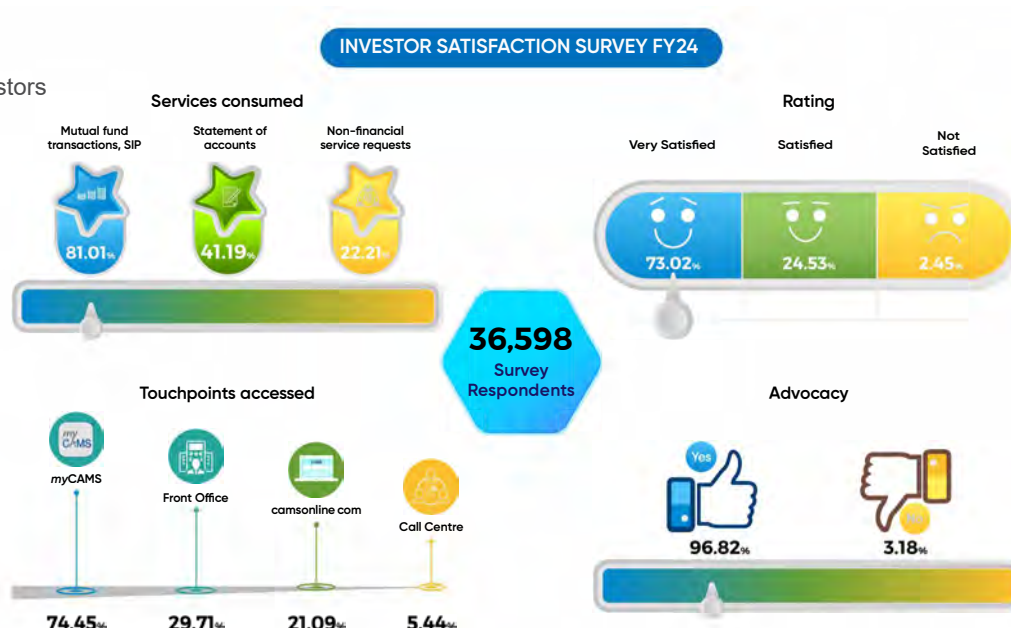 INVESTOR SATISFACTION SURVEY FY24
stors
Services consumed
Mutual fund
transactions, SIP
Statement of
accounts
Non-financial
service requests
81.01%
41.19%
22.21%
Rating
Very Satisfied
Satisfied
Not
Satisfied
73.02%
24.53%
2.45%
36,598
Survey
Respondents
Touchpoints accessed
my
CAMS
myCAMS
Front Office
camsonline com
Call Centre
74.45%
29.71%
21.09%
5.44%
Advocacy
Yes
96.82%
3.18%